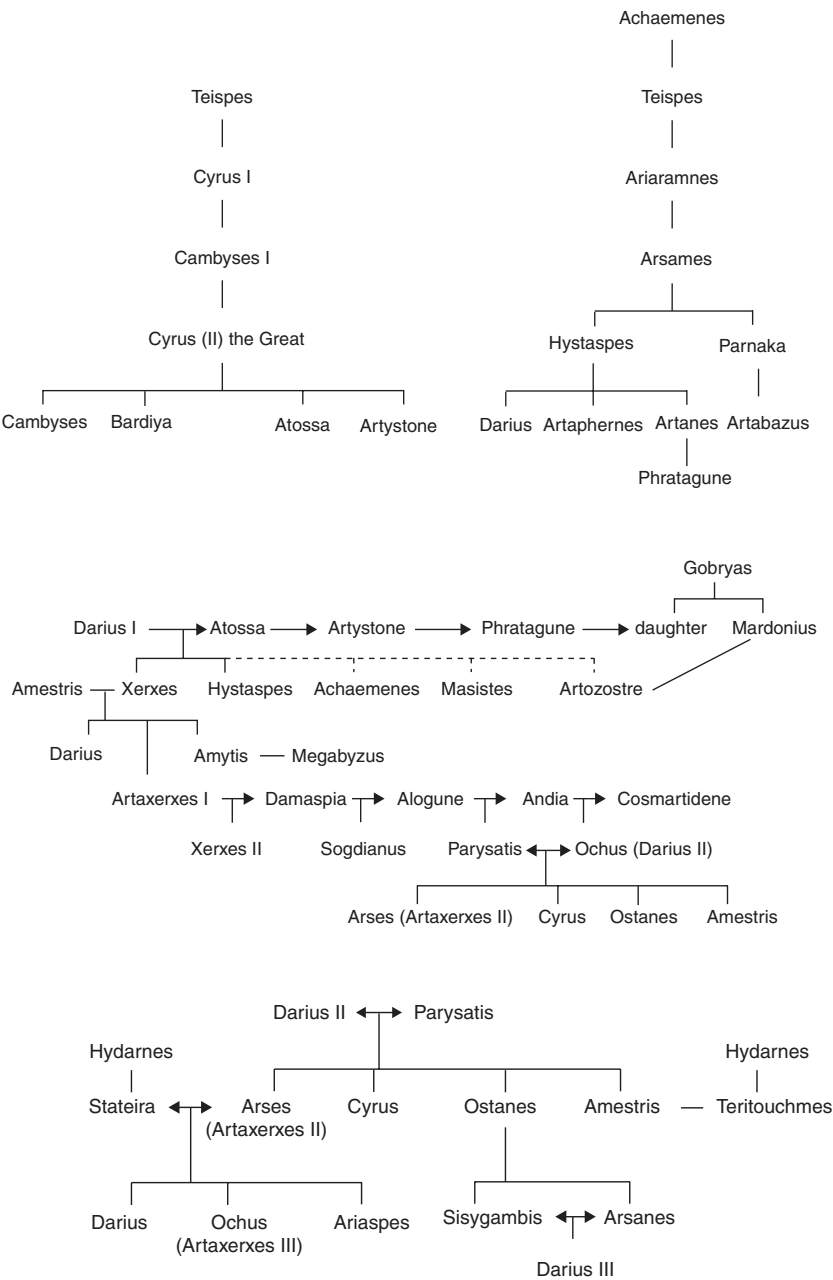 Achaemenes
Teispes
Teispes
Cyrus I
Ariaramnes
Cambyses I
Arsames
Cyrus (II) the Great
Hystaspes
Parnaka
Cambyses
Bardiya
Atossa
Artystone
Darius
Artaphernes
Artanes
Artabazus
Phratagune
Gobryas
Darius I
Atossa
Artystone
Phratagune
daughter
Mardonius
Amestris
Xerxes
Hystaspes
Achaemenes
Masistes
Artozostre
Darius
Amytis
Megabyzus
Artaxerxes I
Damaspia
Alogune
Andia
Cosmartidene
Xerxes II
Sogdianus
Parysatis
Ochus (Darius II)
Arses (Artaxerxes II)
Cyrus
Ostanes
Amestris
Darius II
Parysatis
Hydarnes
Hydarnes
Stateira
Arses
(Artaxerxes II)
Cyrus
Ostanes
Amestris
Teritouchmes
Darius
Ochus
(Artaxerxes III)
Ariaspes
Sisygambis
Arsanes
Darius III